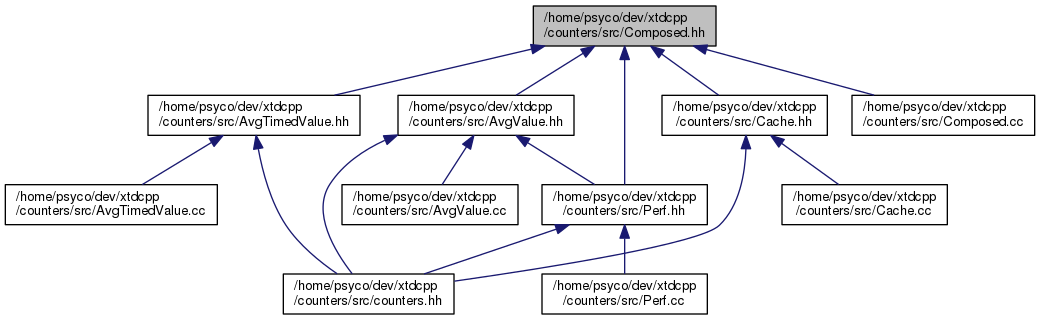 /home/psyco/dev/xtdcpp
/counters/src/Composed.hh
/home/psyco/dev/xtdcpp
/counters/src/AvgTimedValue.hh
/home/psyco/dev/xtdcpp
/counters/src/AvgValue.hh
/home/psyco/dev/xtdcpp
/counters/src/Cache.hh
/home/psyco/dev/xtdcpp
/counters/src/Composed.cc
/home/psyco/dev/xtdcpp
/counters/src/AvgTimedValue.cc
/home/psyco/dev/xtdcpp
/counters/src/AvgValue.cc
/home/psyco/dev/xtdcpp
/counters/src/Perf.hh
/home/psyco/dev/xtdcpp
/counters/src/Cache.cc
/home/psyco/dev/xtdcpp
/counters/src/counters.hh
/home/psyco/dev/xtdcpp
/counters/src/Perf.cc